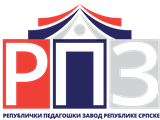 РПЗ
РЕПУБЛИЧКИ ПЕДАГОШКИ ЗАВОД РЕПУБЛИКЕ СРПСКЕ